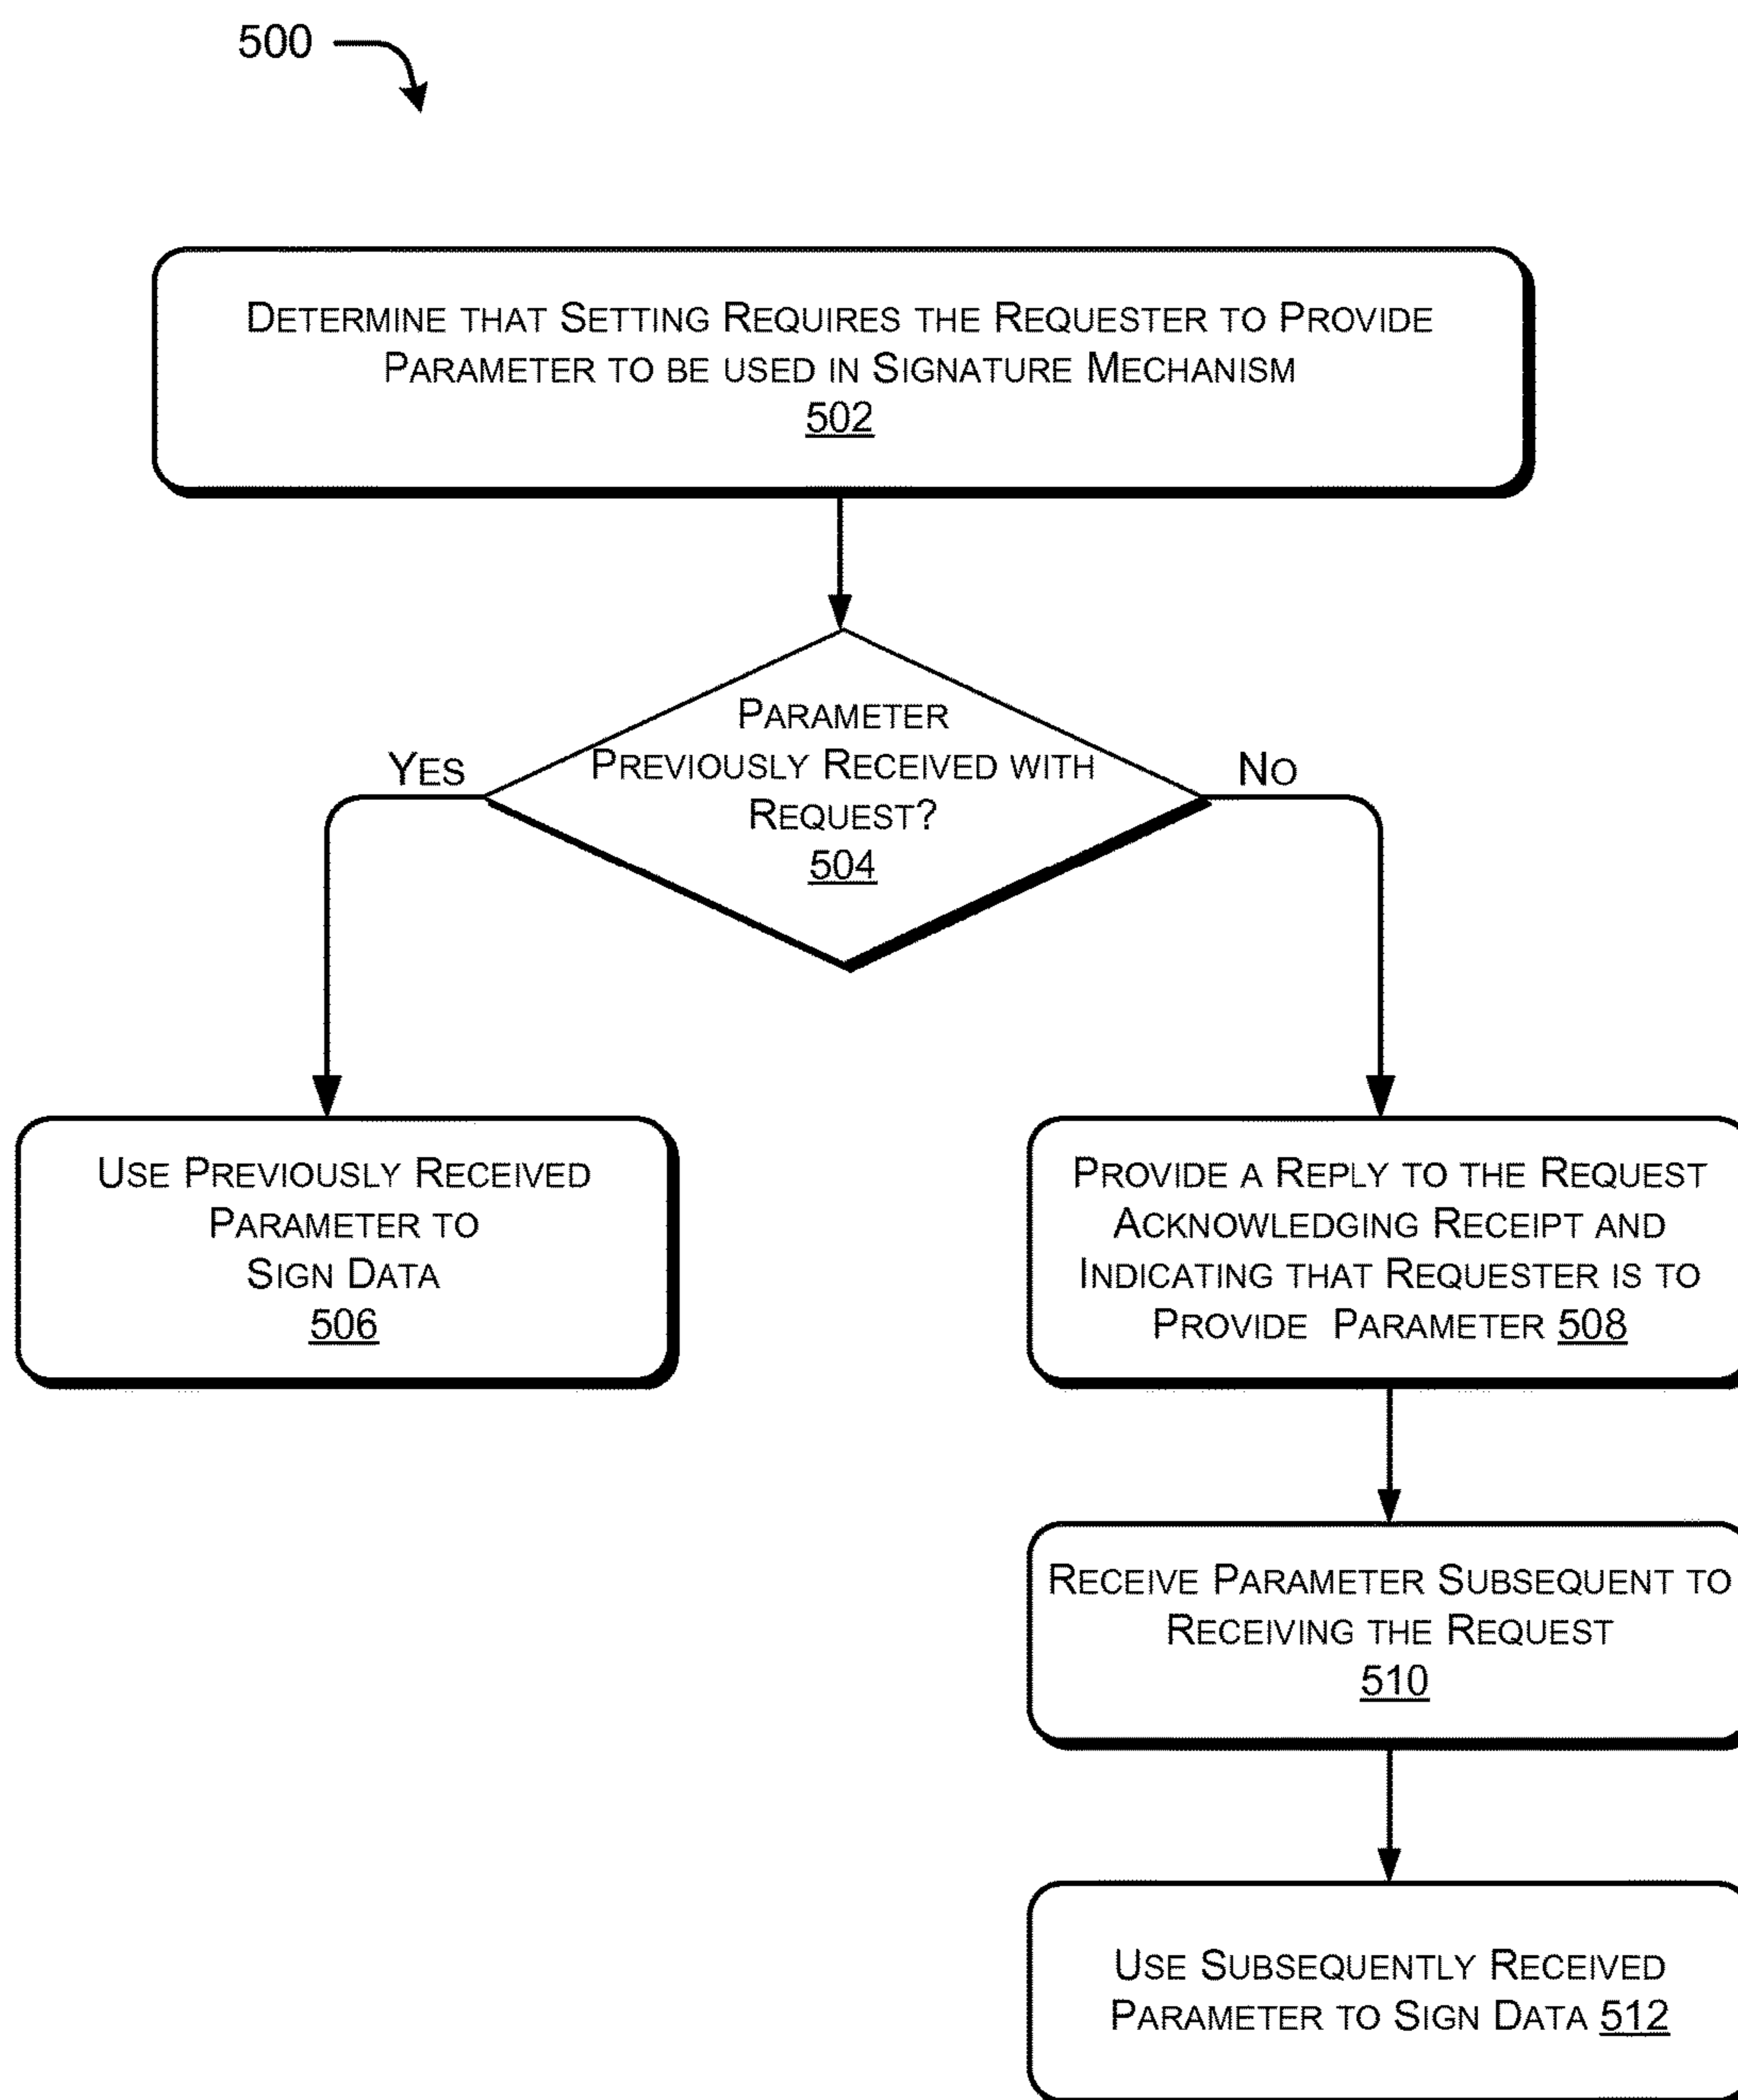 500
Determine that Setting Requires the Requester to Provide
Parameter to be used in Signature Mechanism
502
Parameter
Previously Received with
Request?
504
Yes
No
Use Previously Received
Parameter to
Sign Data
506
Provide a Reply to the Request
Acknowledging Receipt and
Indicating that Requester is to
Provide Parameter 508
Receive Parameter Subsequent to
Receiving the Request
510
Use Subsequently Received
Parameter to Sign Data 512